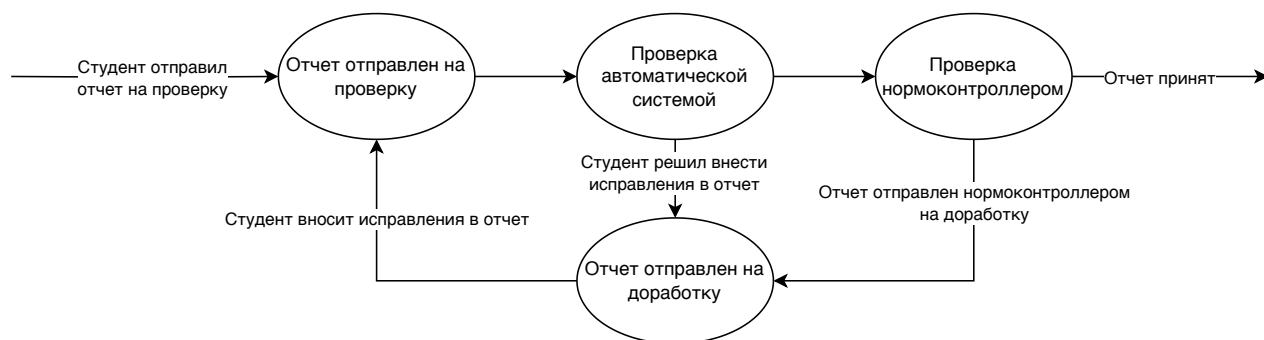 Студент отправил
отчет на проверку
Отчет отправлен на
проверку
Проверка
автоматической
системой
Проверка
нормоконтроллером
Отчет принят
Студент решил внести
исправления в отчет
Отчет отправлен нормоконтроллером
на доработку
Студент вносит исправления в отчет
Отчет отправлен на
доработку